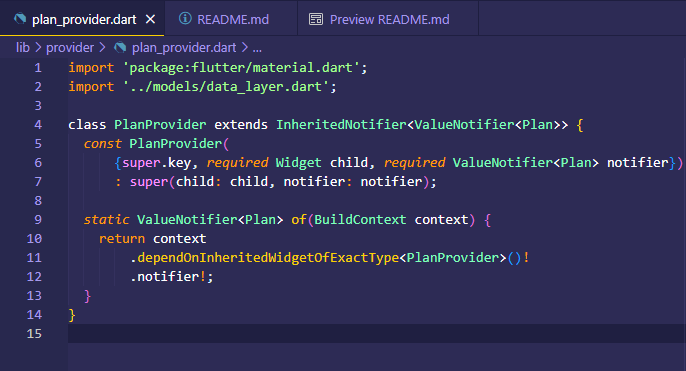 plan_provider.dart × README.md Preview README.md
lib > provider > plan_provider.dart > ...
1 import 'package:flutter/material.dart';
2 import '../models/data_layer.dart';
3
4 class PlanProvider extends InheritedNotifier<ValueNotifier<Plan>> {
5 const PlanProvider(
6 {super.key, required Widget child, required ValueNotifier<Plan> notifier})
7 : super(child: child, notifier: notifier);
8
9 static ValueNotifier<Plan> of(BuildContext context) {
10 return context
11 .dependOnInheritedWidgetOfExactType<PlanProvider>()!
12 .notifier!;
13 }
14 }
15